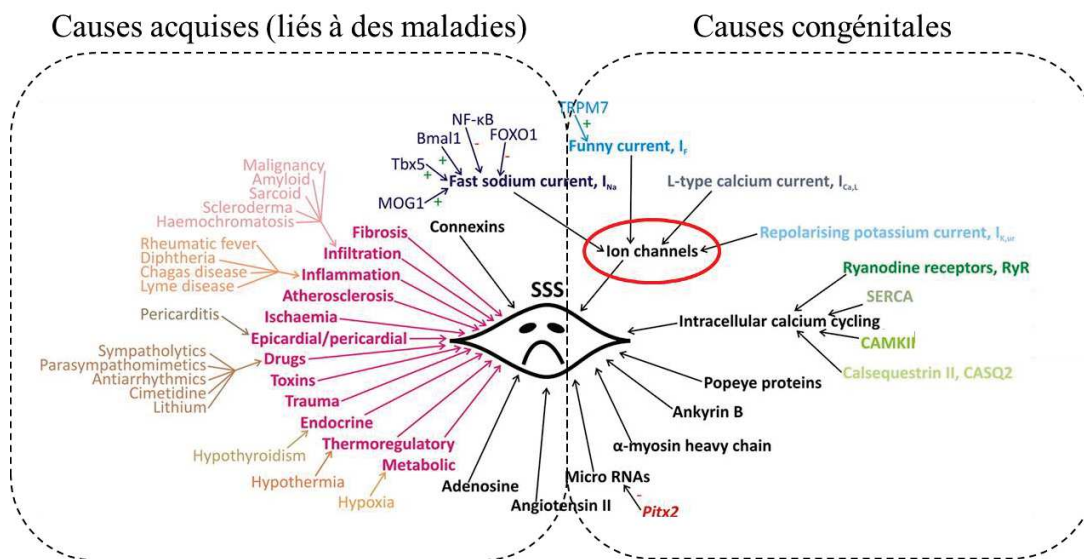 Causes acquises (liés à des maladies)
Causes congénitales
TRPM7
+
NF-κB
Bmal1
FOXO1
-
-
+
Tbx5
+
MOG1
+
Funny current, If
Fast sodium current, INa
L-type calcium current, ICa,L
Malignancy
Amyloid
Sarcoid
Scleroderma
Haemochromatosis
Connexins
Fibrosis
Ion channels
Repolarising potassium current, IK,ur
Rheumatic fever
Diphtheria
Chagas disease
Lyme disease
Infiltration
Inflammation
Atherosclerosis
Ischaemia
SSS
Ryanodine receptors, RyR
SERCA
Intracellular calcium cycling
CAMKII
Calsequestrin II, CASQ2
Pericarditis
Epicardial/pericardial
Sympatholytics
Parasympathomimetics
Antiarrhythmics
Cimetidine
Lithium
Drugs
Toxins
Trauma
Endocrine
Thermoregulatory
Metabolic
Hypothyroidism
Hypothermia
Hypoxia
Popeye proteins
Ankyrin B
α-myosin heavy chain
Micro RNAs
Adenosine
Angiotensin II
-
Pitx2